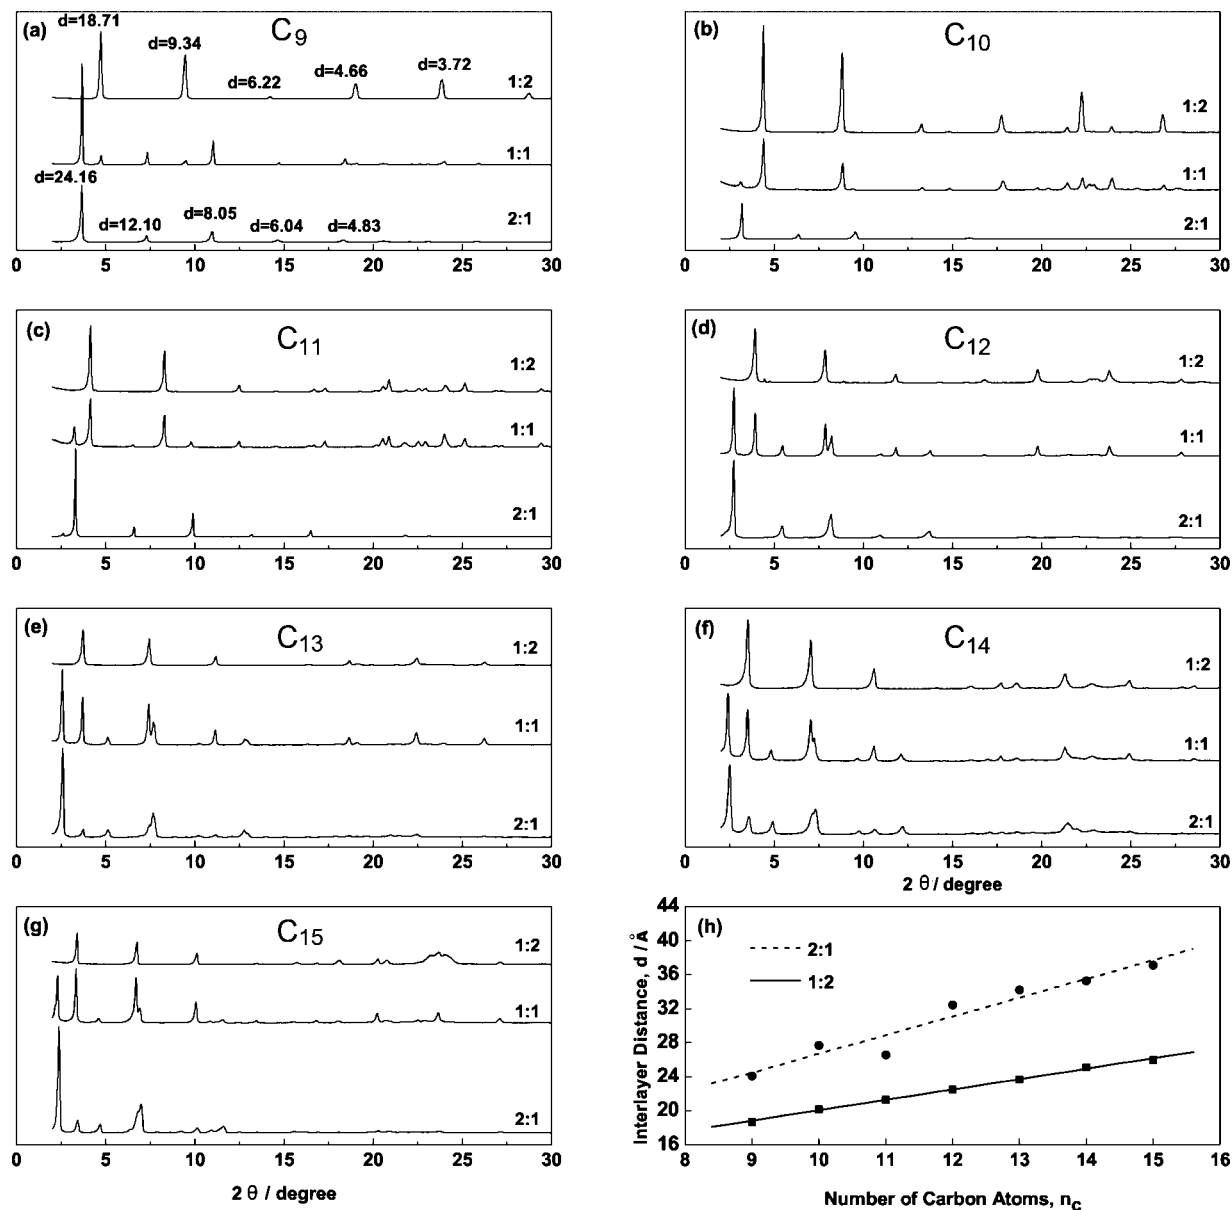 (a)
d=18.71
C9
d=9.34
d=6.22
d=4.66
d=3.72
1:2
1:1
d=24.16
d=12.10
d=8.05
d=6.04
d=4.83
2:1
0 5 10 15 20 25 30
(b)
C10
1:2
1:1
2:1
0 5 10 15 20 25 30
(c)
C11
1:2
1:1
2:1
0 5 10 15 20 25 30
(d)
C12
1:2
1:1
2:1
0 5 10 15 20 25 30
(e)
C13
1:2
1:1
2:1
0 5 10 15 20 25 30
(f)
C14
1:2
1:1
2:1
0 5 10 15 20 25 30
2 θ / degree
(g)
C15
1:2
1:1
2:1
0 5 10 15 20 25 30
2 θ / degree
(h)
2:1
1:2
Interlayer Distance, d / Å
44
40
36
32
28
24
20
16
8 9 10 11 12 13 14 15 16
Number of Carbon Atoms, nC